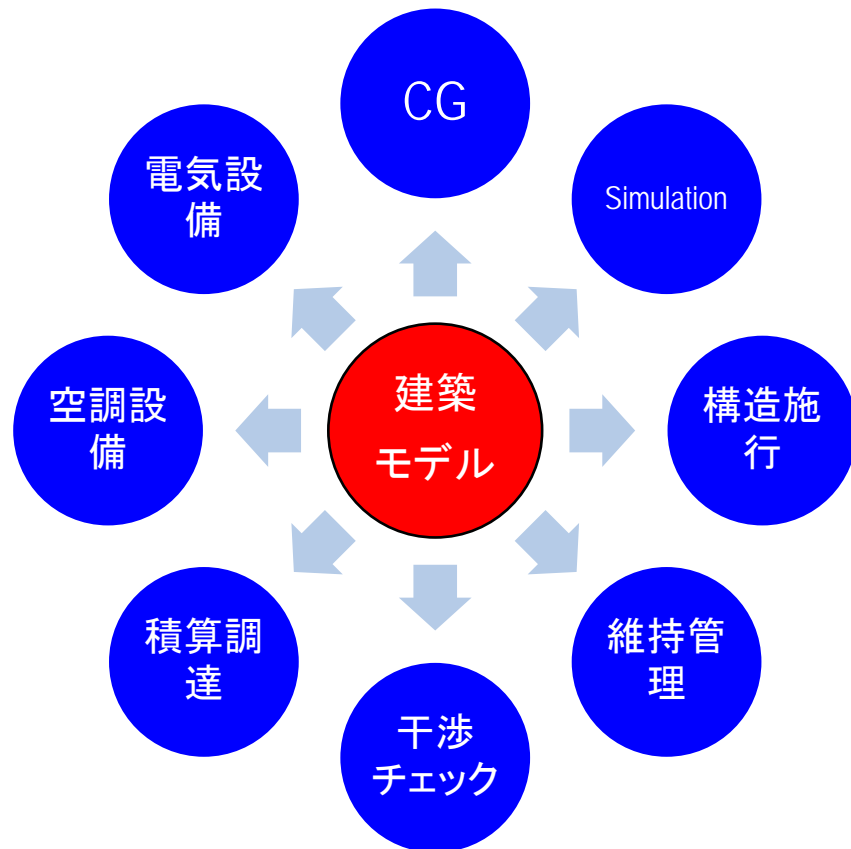 CG
Simulation
構造施
行
維持管
理
干渉
チェック
積算調
達
空調設
備
電気設
備
建築
モデル